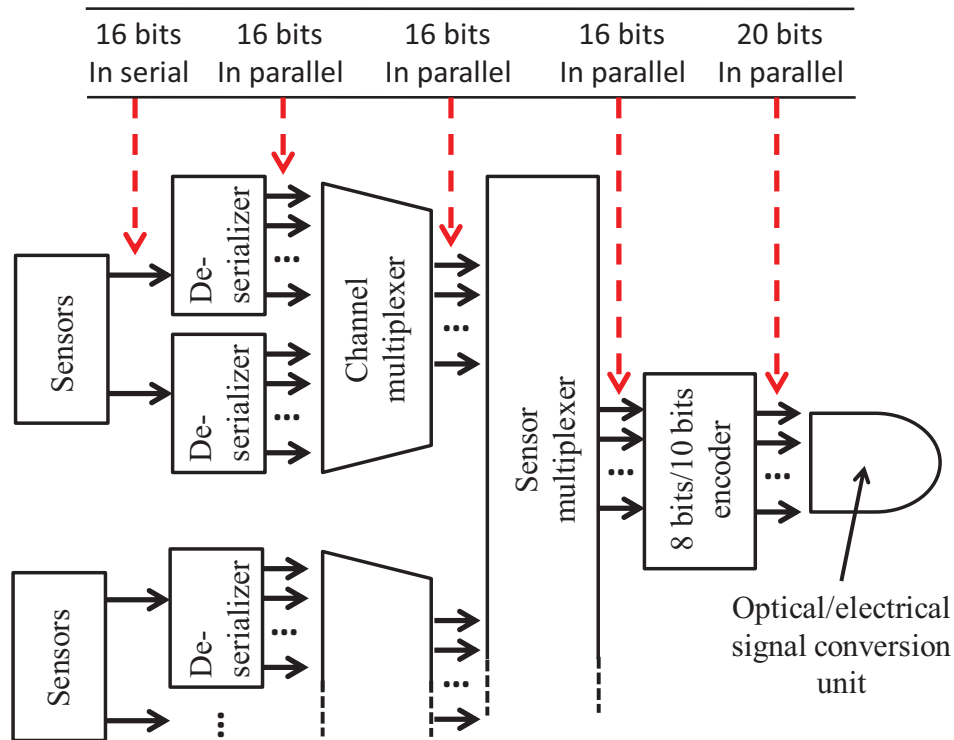 16 bits
In serial
16 bits
In parallel
16 bits
In parallel
16 bits
In parallel
20 bits
In parallel
Sensors
De-
serializer
...
De-
serializer
...
Channel
multiplexer
...
Sensor
multiplexer
...
8 bits/10 bits
encoder
...
Optical/electrical
signal conversion
unit
Sensors
De-
serializer
...
...
...